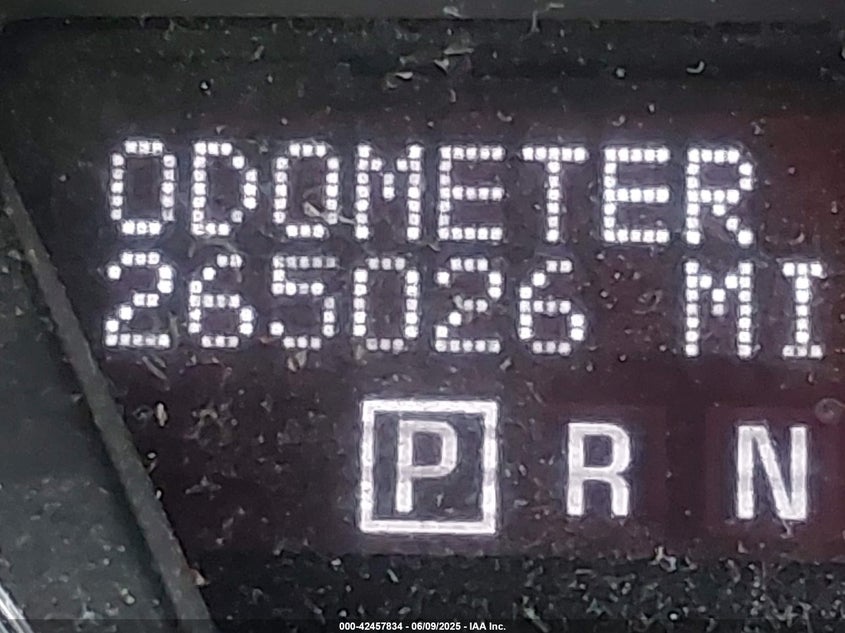 ODOMETER
265026 MI
P R N
000-42457834 - 06/09/2025 - IAA Inc.